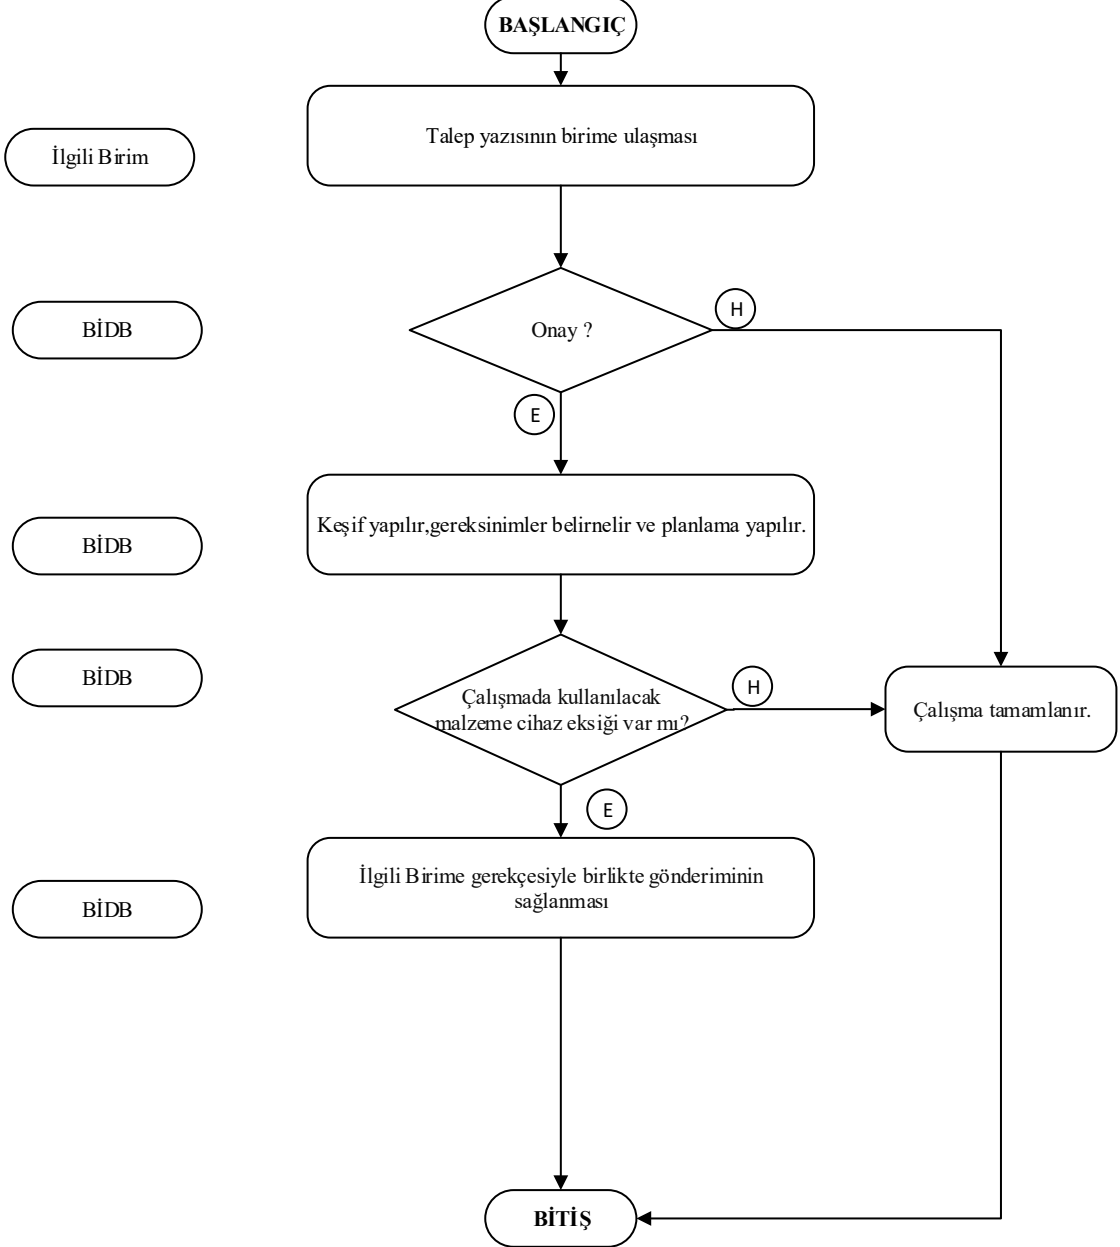 BAŞLANGIÇ
İlgili Birim
Talep yazısının birime ulaşması
BİDB
Onay ?
H
E
BİDB
Keşif yapılır,gereksinimler belirnelir ve planlama yapılır.
BİDB
Çalışmada kullanılacak
malzeme cihaz eksiği var mı?
H
Çalışma tamamlanır.
E
BİDB
İlgili Birime gerekçesiyle birlikte gönderiminin
sağlanması
BİTİŞ